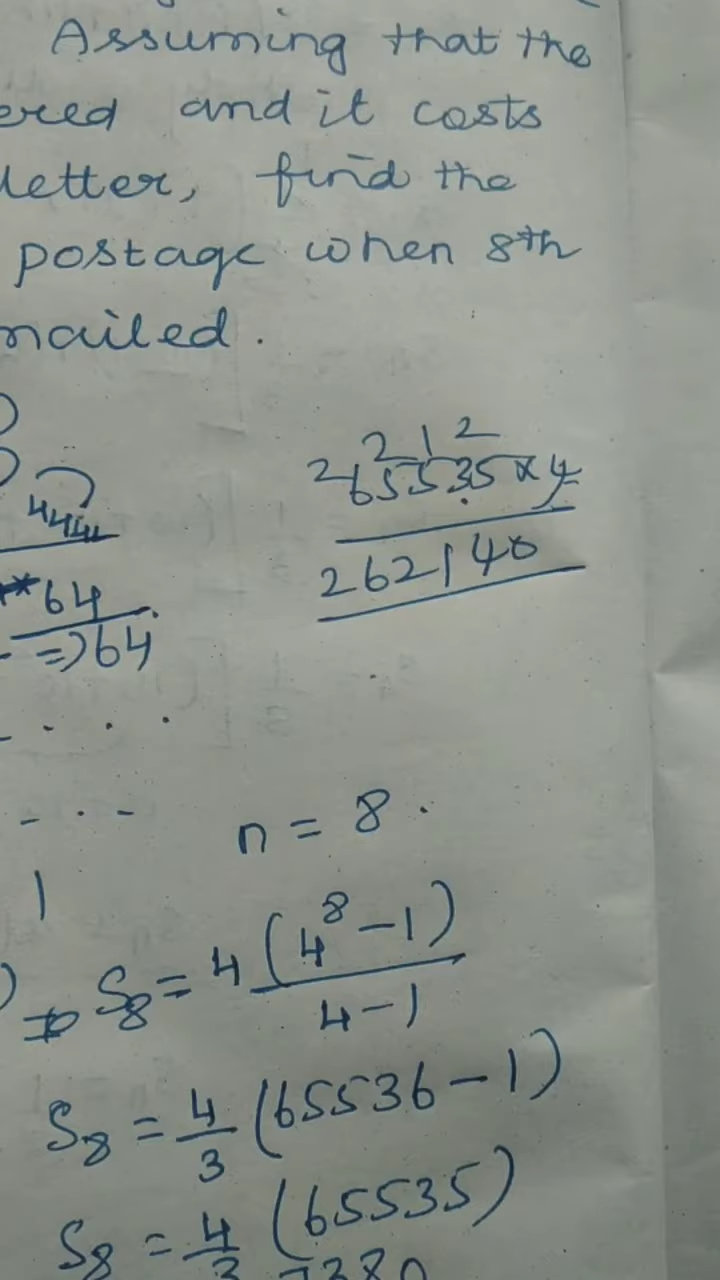 Assuming that the
ered and it costs
letter, find the
postage when 8th
mailed.
2 2 1 2
65535 x 4
262140
4444
64
=) 64
- . . .
- . . -
n = 8 .
1
S8 = 4 (4^8 - 1)
4 - 1
S8 = 4/3 (65536 - 1)
S8 = 4/3 (65535)